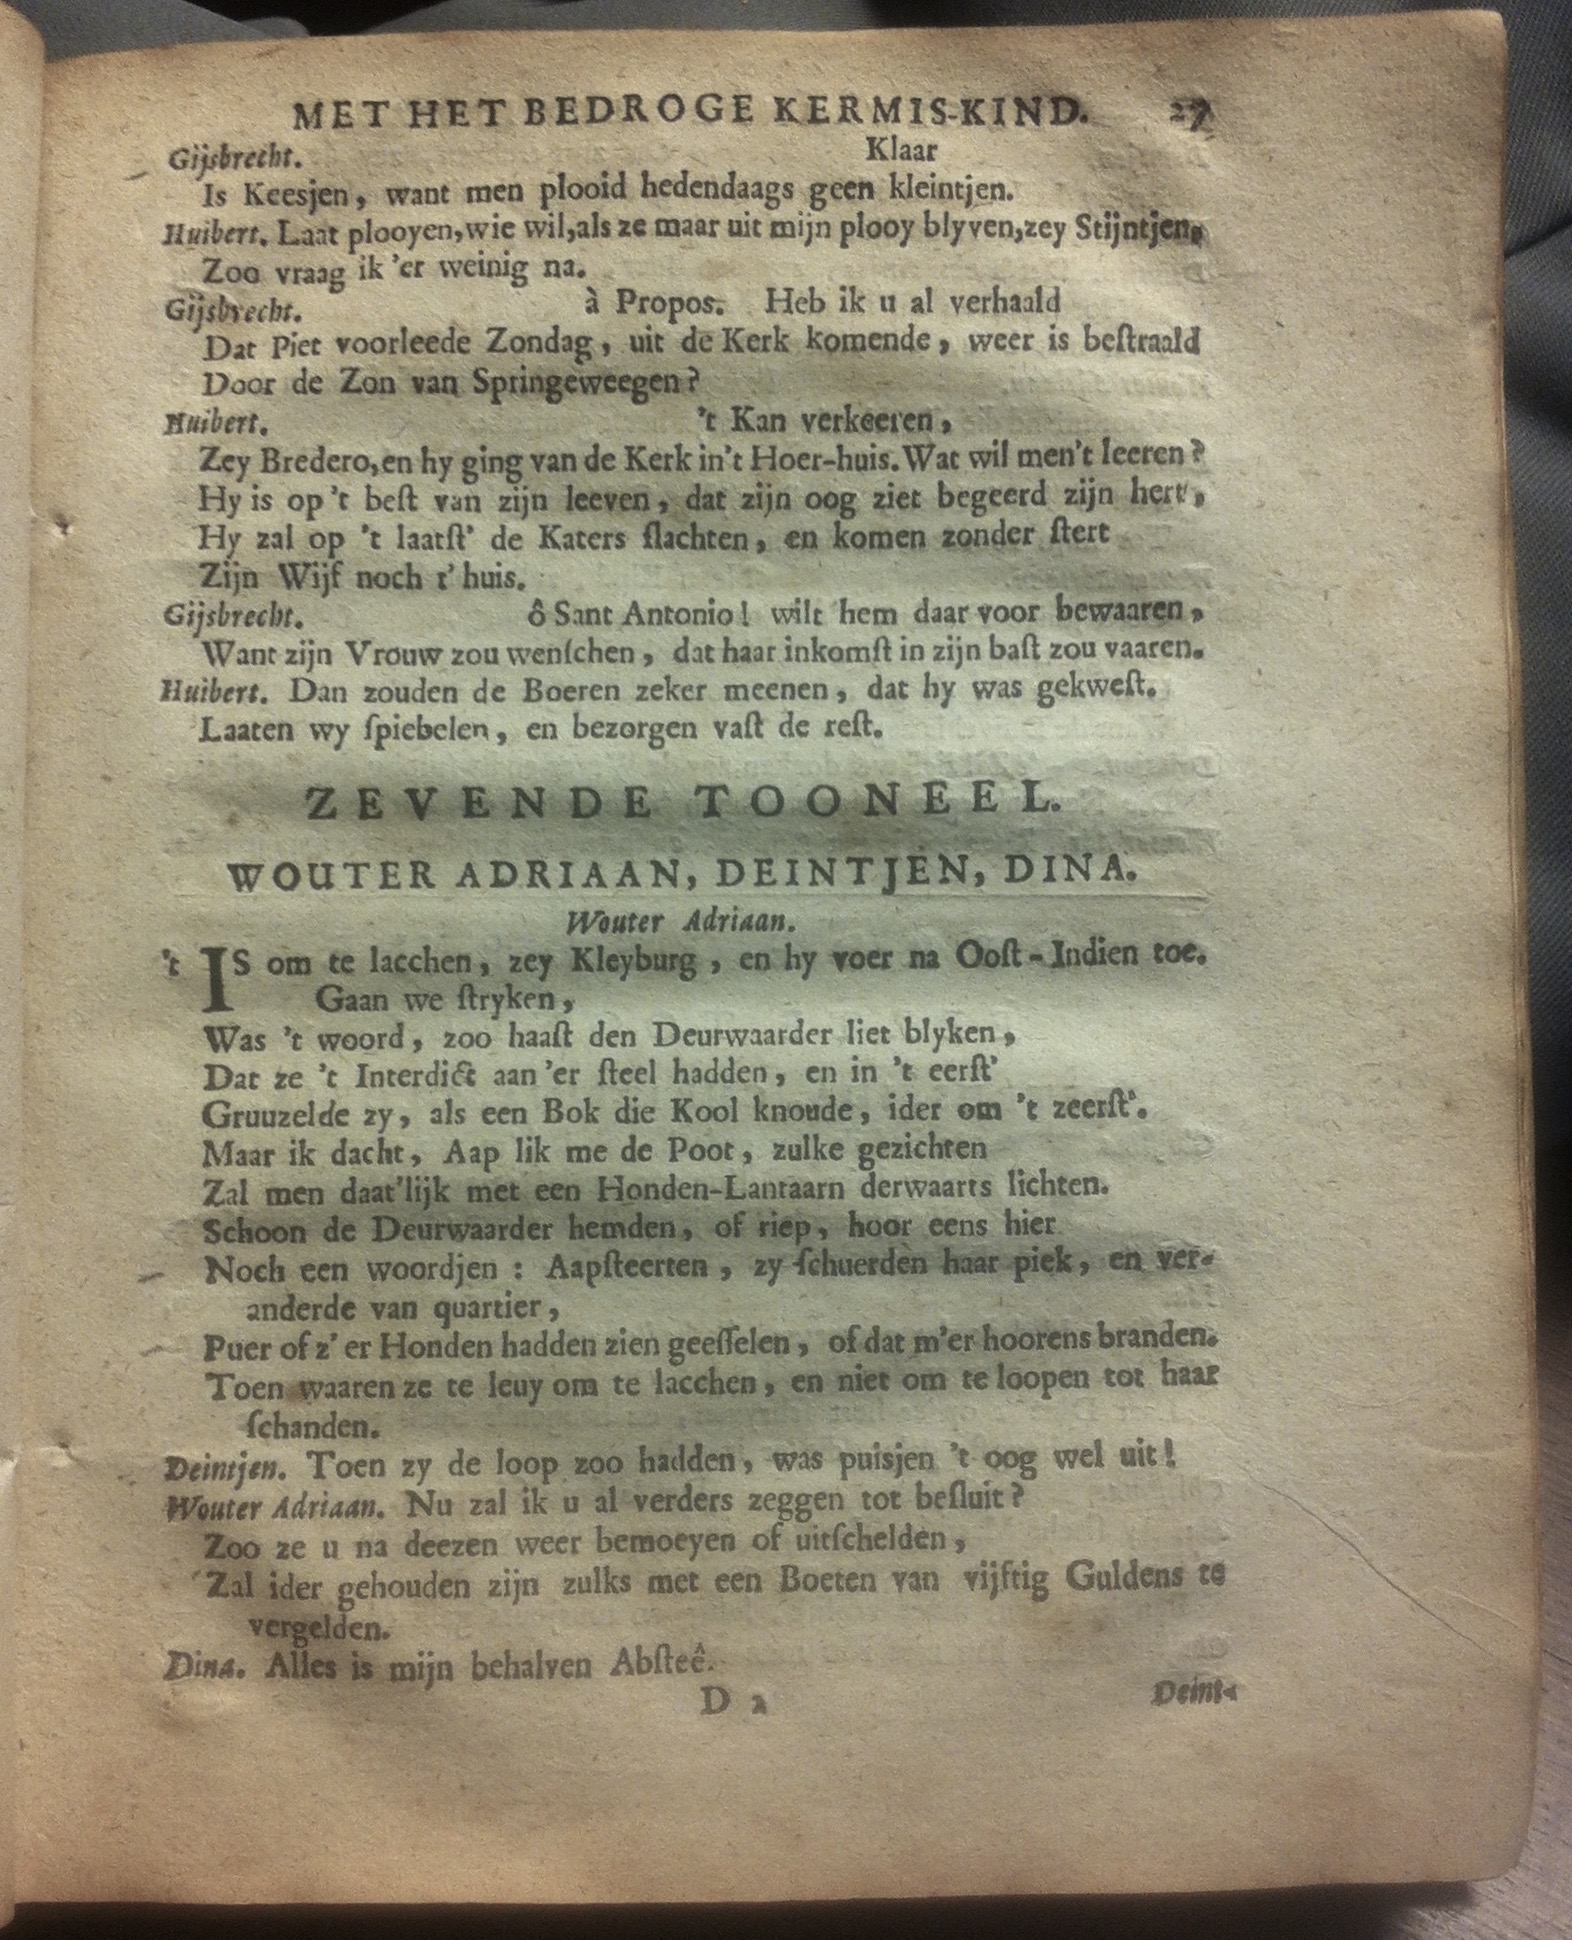 MET HET BEDROGE KERMIS-KIND. 27
Gijsbrecht. Klaar
Is Keesjen, want men plooid hedendaags geen kleintjen.
Huibert. Laat plooyen, wie wil, als ze maar uit mijn plooy blyven, zey Stijntjen,
Zoo vraag ik 'er weinig na.
Gijsbrecht. à Propos. Heb ik u al verhaald
Dat Piet voorleede Zondag, uit de Kerk komende, weer is beſtraald
Door de Zon van Springeweegen?
Huibert. 't Kan verkeeren,
Zey Bredero, en hy ging van de Kerk in't Hoer-huis. Wat wil men't leeren?
Hy is op 't beſt van zijn leeven, dat zijn oog ziet begeerd zijn hert,
Hy zal op 't laatſt' de Katers ſlachten, en komen zonder ſtert
Zijn Wijf noch t'huis.
Gijsbrecht. ô Sant Antonio! wilt hem daar voor bewaaren,
Want zijn Vrouw zou wenſchen, dat haar inkomſt in zijn baſt zou vaaren.
Huibert. Dan zouden de Boeren zeker meenen, dat hy was gekweſt.
Laaten wy ſpiebelen, en bezorgen vaſt de reſt.
ZEVENDE TOONEEL.
WOUTER ADRIAAN, DEINTJEN, DINA.
Wouter Adriaan.
't IS om te lacchen, zey Kleyburg, en hy voer na Ooſt-Indien toe.
Gaan we ſtryken,
Was 't woord, zoo haaſt den Deurwaarder liet blyken,
Dat ze 't Interdict aan 'er ſteel hadden, en in 't eerſt'
Gruuzelde zy, als een Bok die Kool knoude, ider om 't zeerſt'.
Maar ik dacht, Aap lik me de Poot, zulke gezichten
Zal men daat'lijk met een Honden-Lantaarn derwaarts lichten.
Schoon de Deurwaarder hemden, of riep, hoor eens hier
Noch een woordjen: Aapſteerten, zy ſchuerden haar piek, en ver-
anderde van quartier,
Puer of z' er Honden hadden zien geeſſelen, of dat m'er hoorens branden.
Toen waaren ze te leuy om te lacchen, en niet om te loopen tot haar
ſchanden.
Deintjen. Toen zy de loop zoo hadden, was puisjen 't oog wel uit!
Wouter Adriaan. Nu zal ik u al verders zeggen tot beſluit?
Zoo ze u na deezen weer bemoeyen of uitſchelden,
Zal ider gehouden zijn zulks met een Boeten van vijftig Guldens te
vergelden.
Dina. Alles is mijn behalven Abſteê.
D 2 Deint-